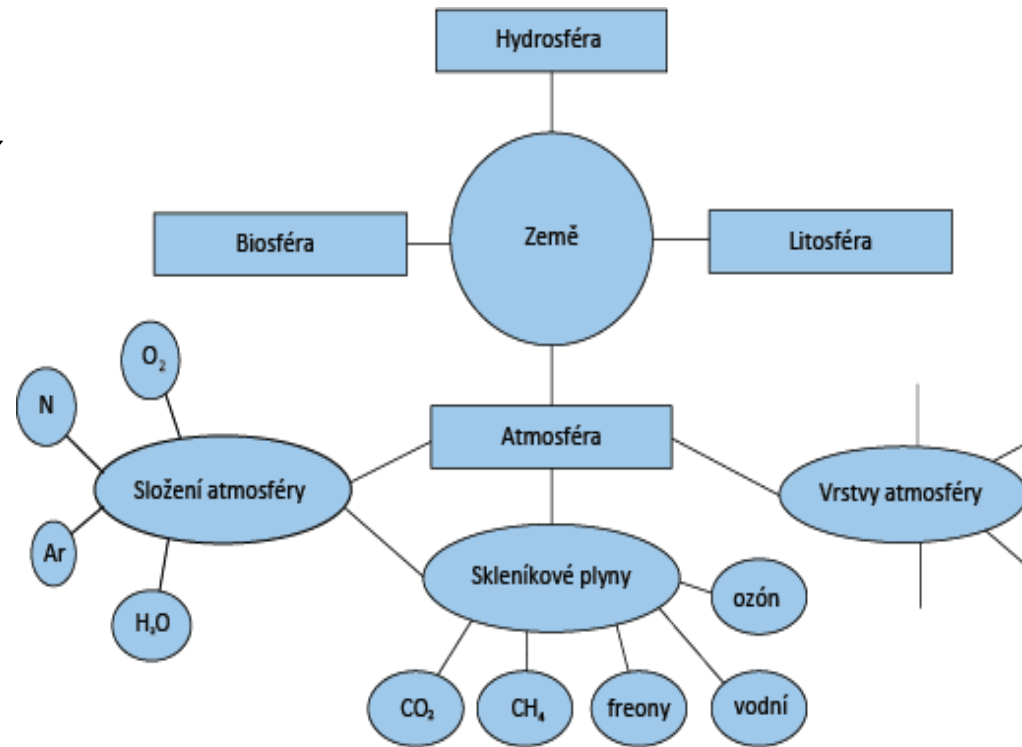 Hydrosféra
Biosféra
Země
Litosféra
O₂
N
Atmosféra
Složení atmosféry
Vrstvy atmosféry
Ar
Skleníkové plyny
ozón
H₂O
CO₂
CH₄
freony
vodní